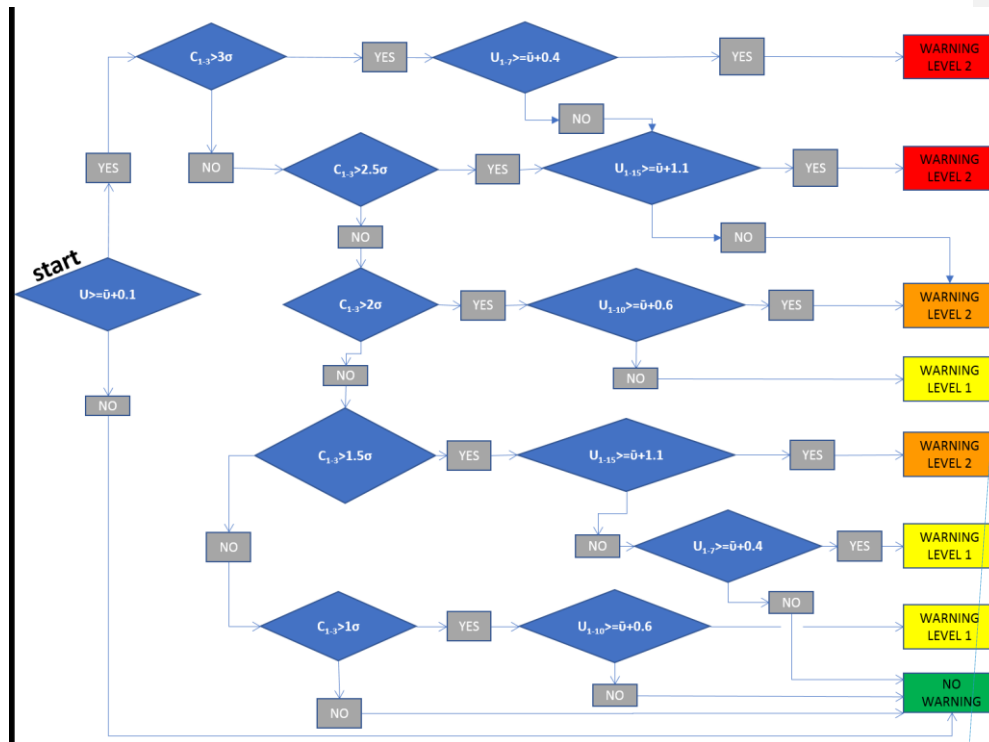 C1-3>3σ
YES
U1-7>=ῡ+0.4
YES
WARNING
LEVEL 2
NO
YES
NO
C1-3>2.5σ
YES
U1-15>=ῡ+1.1
YES
WARNING
LEVEL 2
NO
NO
start
U>=ῡ+0.1
C1-3>2σ
YES
U1-10>=ῡ+0.6
YES
WARNING
LEVEL 2
NO
NO
WARNING
LEVEL 1
NO
C1-3>1.5σ
YES
U1-15>=ῡ+1.1
YES
WARNING
LEVEL 2
NO
NO
U1-7>=ῡ+0.4
YES
WARNING
LEVEL 1
NO
C1-3>1σ
YES
U1-10>=ῡ+0.6
WARNING
LEVEL 1
NO
NO
NO
WARNING